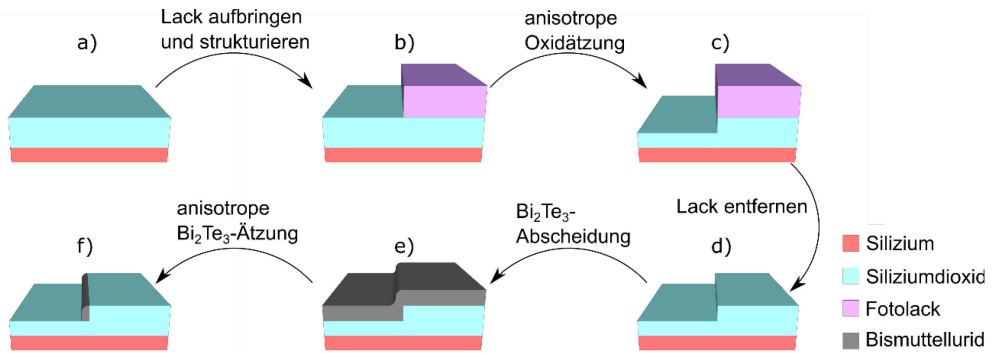 a)
Lack aufbringen
und strukturieren
b)
anisotrope
Oxidätzung
c)
Lack entfernen
d)
Bi₂Te₃-
Abscheidung
e)
anisotrope
Bi₂Te₃-Ätzung
f)
Silizium
Siliziumdioxid
Fotolack
Bismuttellurid